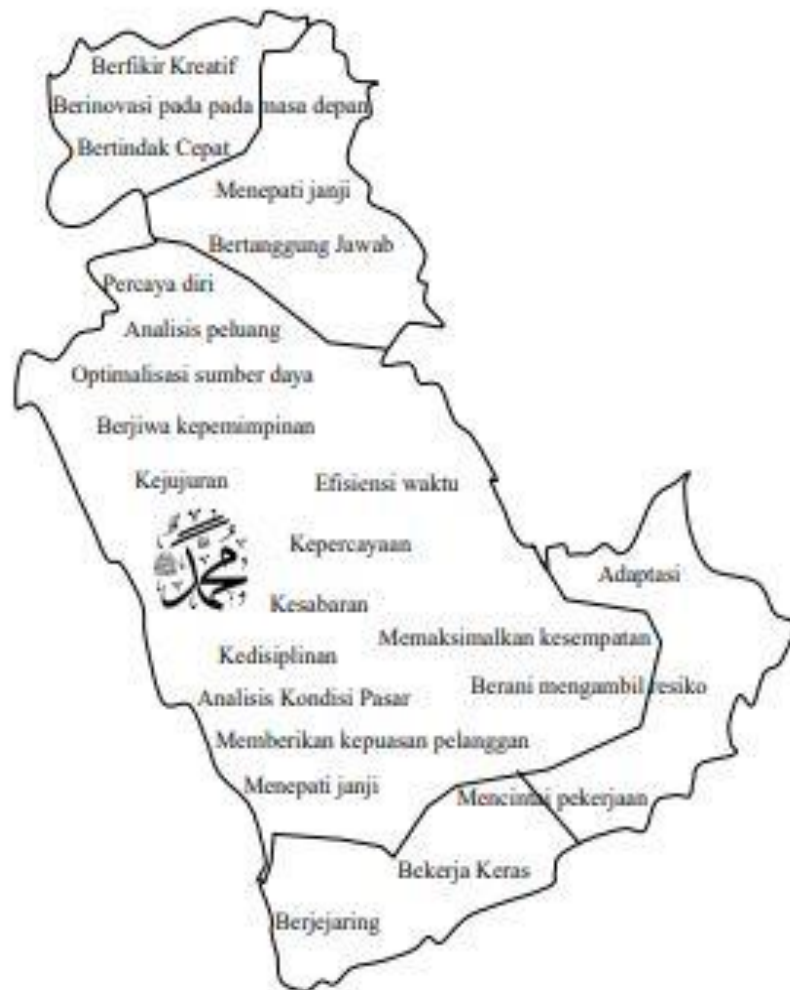 Berfikir Kreatif
Berinovasi pada pada masa depan
Bertindak Cepat
Menepati janji
Bertanggung Jawab
Percaya diri
Analisis peluang
Optimalisasi sumber daya
Berjiwa kepemimpinan
Kejujuran
Efisiensi waktu
Kepercayaan
محمد
Kesabaran
Adaptasi
Memaksimalkan kesempatan
Kedisiplinan
Berani mengambil resiko
Analisis Kondisi Pasar
Memberikan kepuasan pelanggan
Menepati janji
Mencintai pekerjaan
Bekerja Keras
Berjejaring